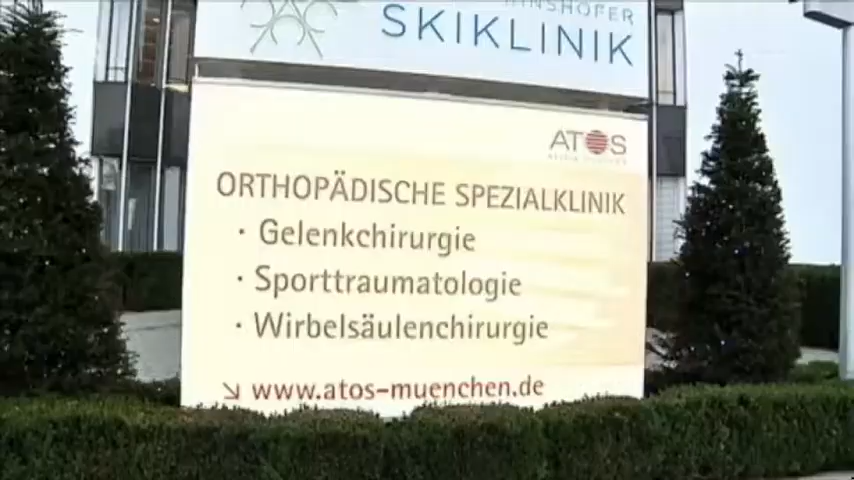 SKIKLINIK
ATOS
ORTHOPÄDISCHE SPEZIALKLINIK
· Gelenkchirurgie
· Sporttraumatologie
· Wirbelsäulenchirurgie
↘ www.atos-muenchen.de